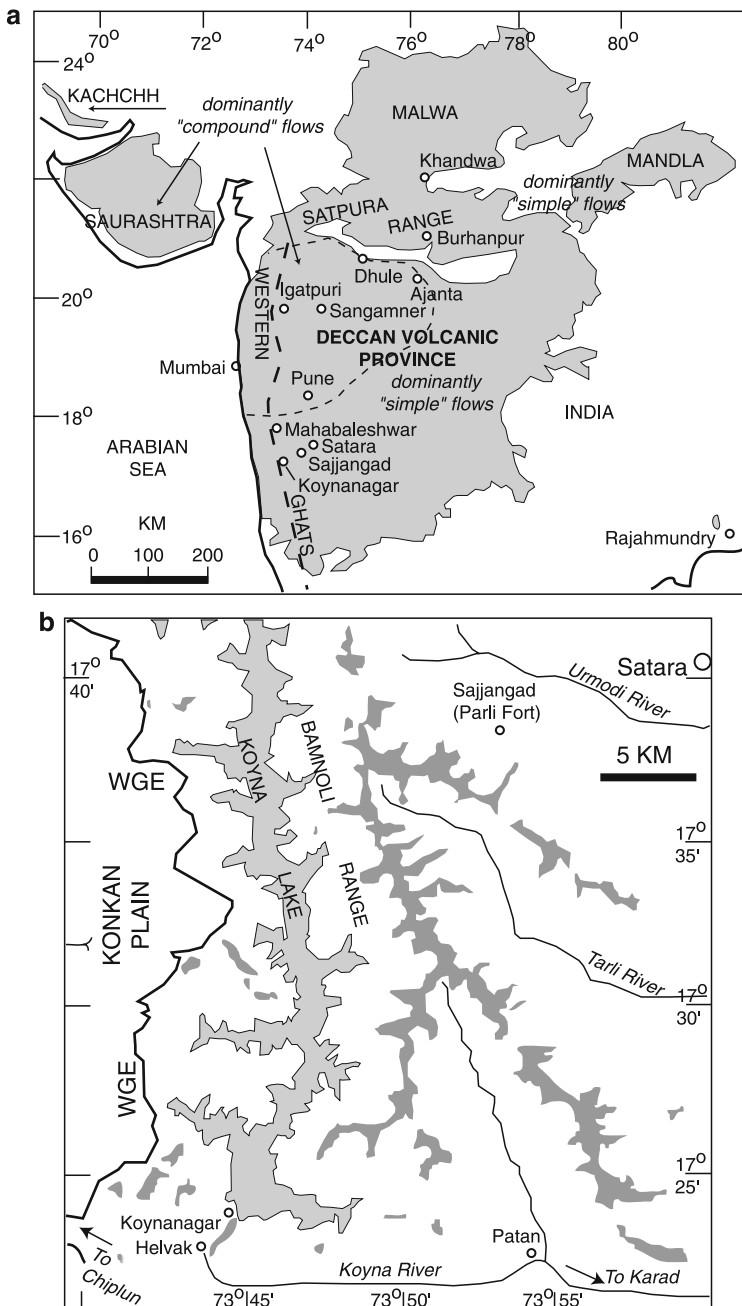 a
70° 72° 74° 76° 78° 80°
24°
KACHCHH
dominantly
"compound" flows
MALWA
Khandwa
MANDLA
dominantly
"simple" flows
SAURASHTRA
SATPURA
RANGE
Burhanpur
WESTERN
Dhule
Ajanta
20°
Igatpuri
Sangamner
DECCAN VOLCANIC
PROVINCE
Mumbai
Pune
dominantly
"simple" flows
18°
INDIA
Mahabaleshwar
Satara
Sajjangad
Koynanagar
ARABIAN
SEA
GHATS
KM
0 100 200
16°
Rajahmundry
b
17°
40'
Satara
Urmodi River
Sajjangad
(Parli Fort)
5 KM
WGE
KOYNA
BAMNOLI
17°
35'
KONKAN
PLAIN
LAKE
RANGE
Tarli River
17°
30'
WGE
17°
25'
Koynanagar
Helvak
Patan
To
Chiplun
Koyna River
To Karad
73°45' 73°50' 73°55'